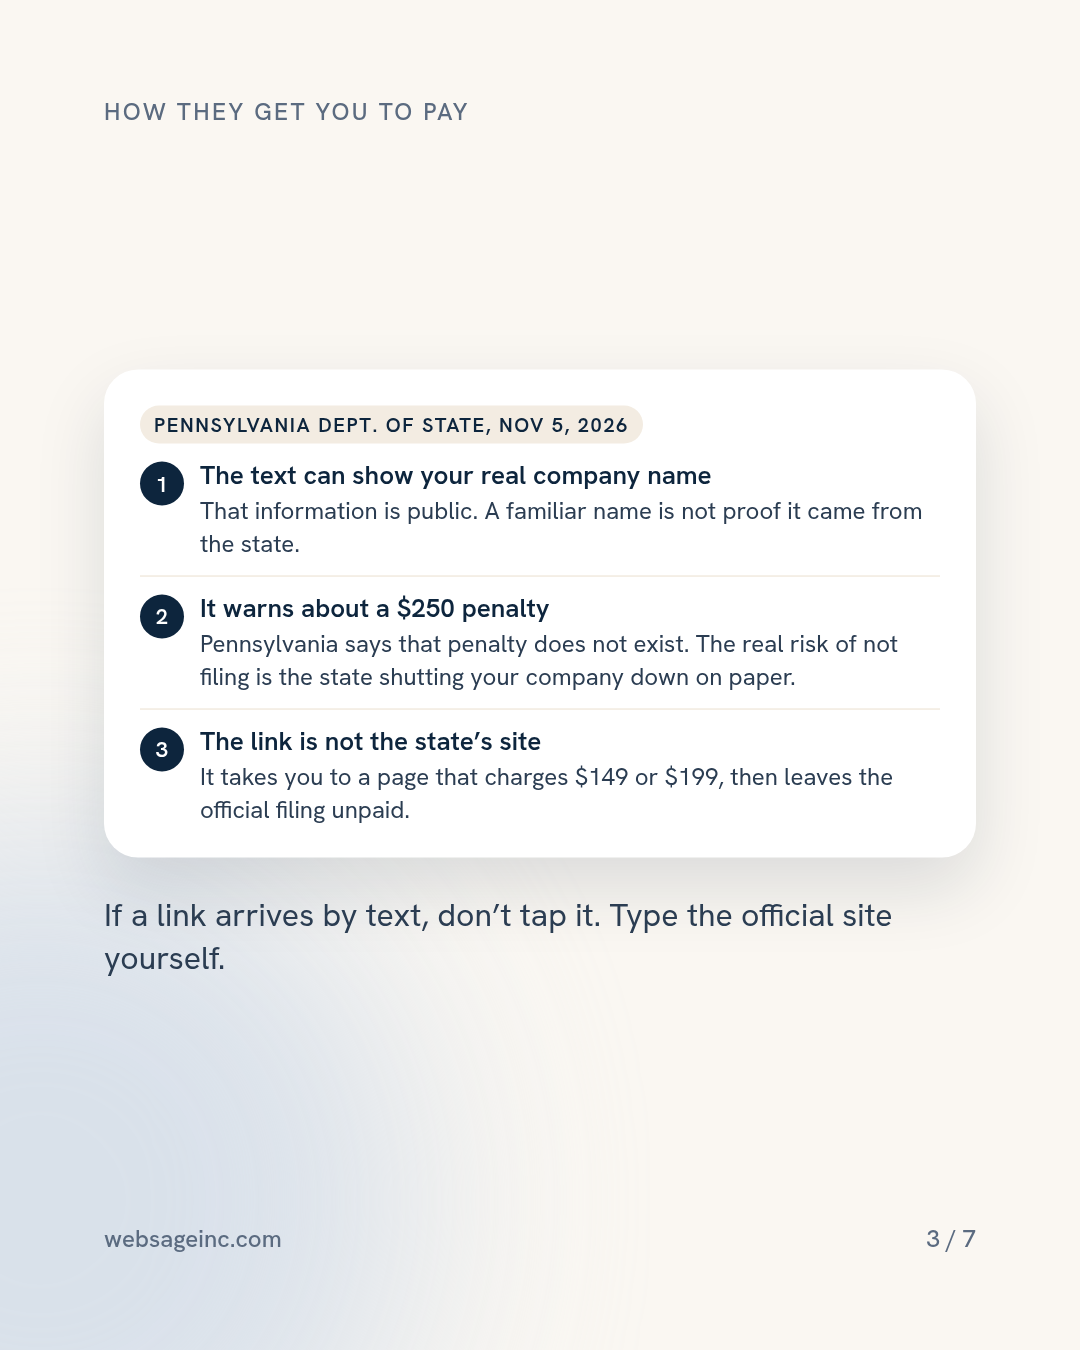 HOW THEY GET YOU TO PAY
PENNSYLVANIA DEPT. OF STATE, NOV 5, 2026
1
The text can show your real company name
That information is public. A familiar name is not proof it came from
the state.
2
It warns about a $250 penalty
Pennsylvania says that penalty does not exist. The real risk of not
filing is the state shutting your company down on paper.
3
The link is not the state’s site
It takes you to a page that charges $149 or $199, then leaves the
official filing unpaid.
If a link arrives by text, don’t tap it. Type the official site
yourself.
websageinc.com
3 / 7